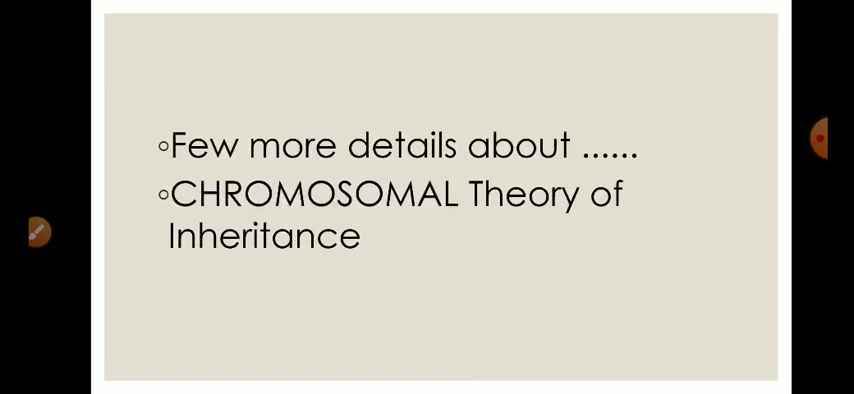 ◦Few more details about ......
◦CHROMOSOMAL Theory of
Inheritance